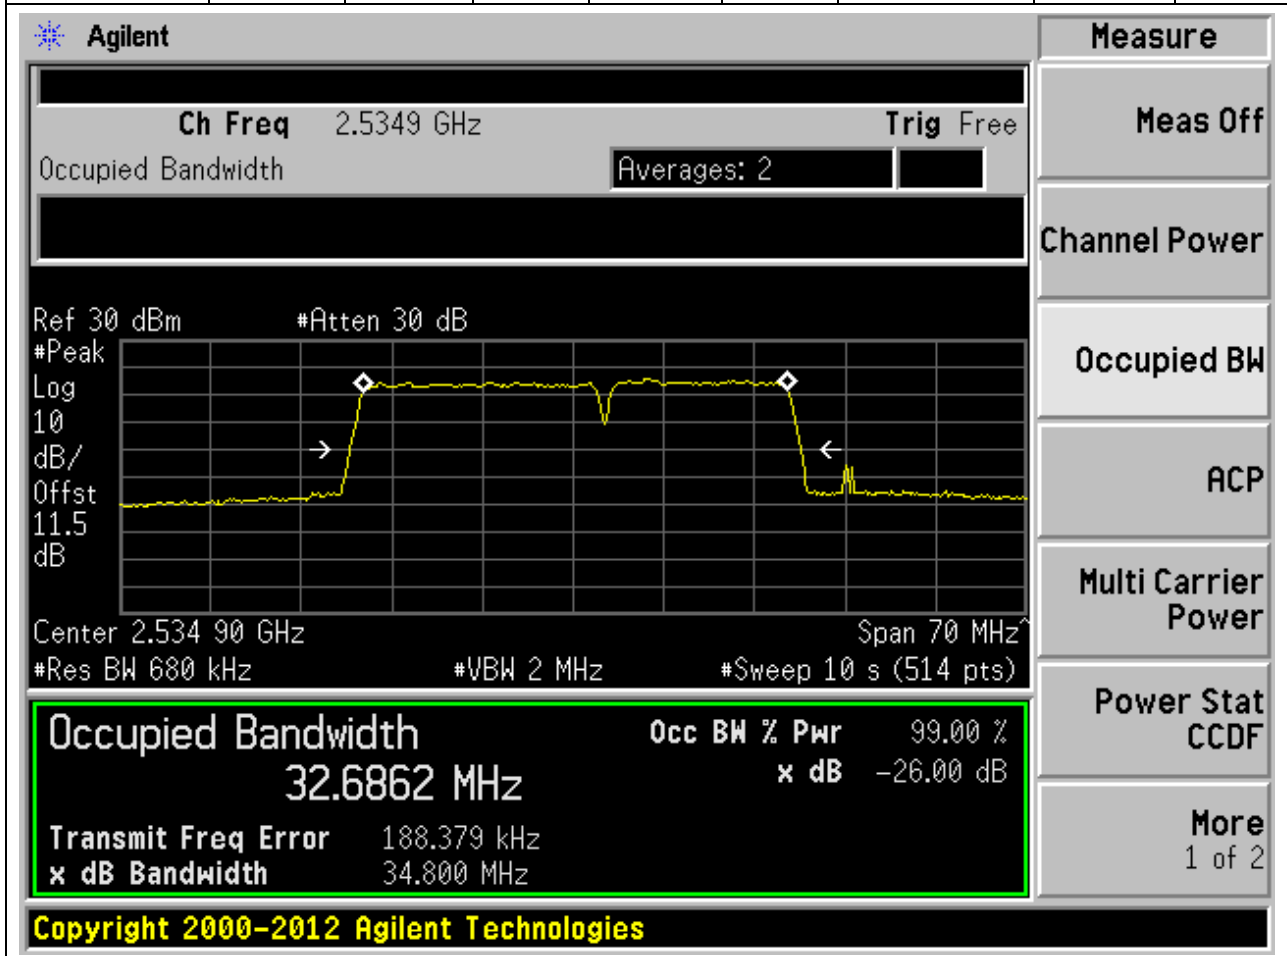 Agilent
Measure
Ch Freq 2.5349 GHz Trig Free
Occupied Bandwidth Averages: 2
Meas Off
Channel Power
Occupied BW
ACP
Multi Carrier
Power
Power Stat
CCDF
More
1 of 2
Ref 30 dBm #Atten 30 dB
#Peak
Log
10
dB/
Offst
11.5
dB
Center 2.534 90 GHz Span 70 MHz^
#Res BW 680 kHz #VBW 2 MHz #Sweep 10 s (514 pts)
Occupied Bandwidth Occ BW % Pwr 99.00 %
32.6862 MHz x dB -26.00 dB
Transmit Freq Error 188.379 kHz
x dB Bandwidth 34.800 MHz
Copyright 2000-2012 Agilent Technologies